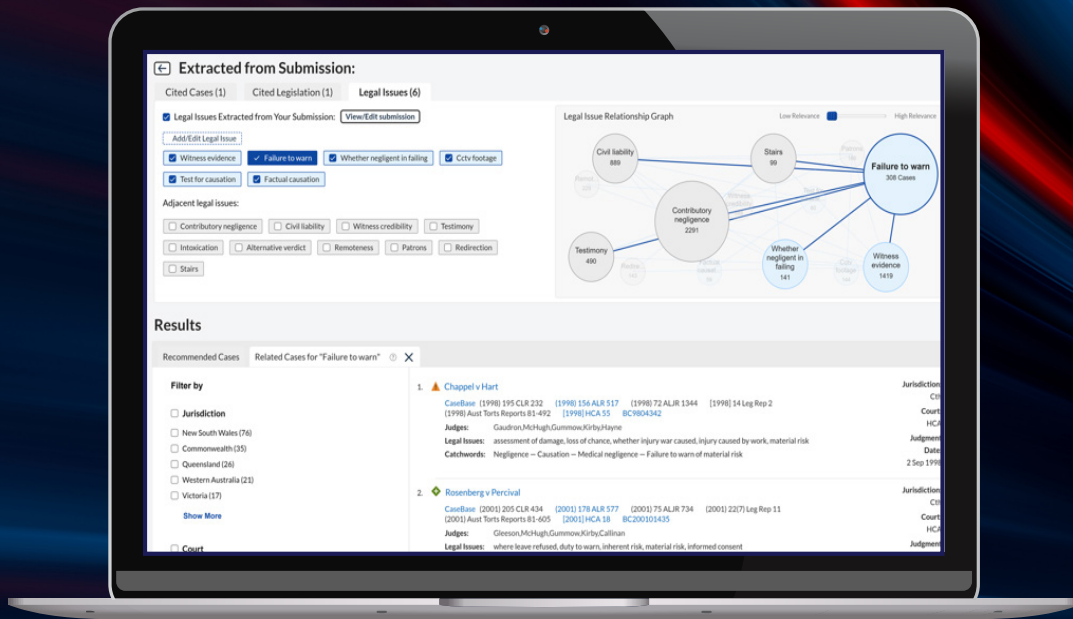 Extracted from Submission:
Cited Cases (1) Cited Legislation (1) Legal Issues (6)
Legal Issues Extracted from Your Submission: View/Edit submission
Add/Edit Legal Issue
Witness evidence Failure to warn Whether negligent in failing Cctv footage
Test for causation Factual causation
Adjacent legal issues:
Contributory negligence Civil liability Witness credibility Testimony
Intoxication Alternative verdict Remoteness Patrons Redirection
Stairs
Legal Issue Relationship Graph Low Relevance High Relevance
Civil liability
889
Stairs
99
Failure to warn
308 Cases
Contributory
negligence
2291
Testimony
490
Whether
negligent in
failing
141
Witness
evidence
1419
Results
Recommended Cases Related Cases for "Failure to warn"
Filter by
Jurisdiction
New South Wales (76)
Commonwealth (35)
Queensland (26)
Western Australia (21)
Victoria (17)
Show More
Court
1. Chappel v Hart
CaseBase (1998) 195 CLR 232 (1998) 156 ALR 517 (1998) 72 ALJR 1344 [1998] 14 Leg Rep 2
(1998) Aust Torts Reports 81-492 [1998] HCA 55 BC9804342
Judges: Gaudron,McHugh,Gummow,Kirby,Hayne
Legal Issues: assessment of damage, loss of chance, whether injury war caused, injury caused by work, material risk
Catchwords: Negligence — Causation — Medical negligence — Failure to warn of material risk
Jurisdiction
Cth
Court
HCA
Judgment
Date
2 Sep 1998
2. Rosenberg v Percival
CaseBase (2001) 205 CLR 434 (2001) 178 ALR 577 (2001) 75 ALJR 734 (2001) 22(7) Leg Rep 11
(2001) Aust Torts Reports 81-605 [2001] HCA 18 BC200101435
Judges: Gleeson,McHugh,Gummow,Kirby,Callinan
Legal Issues: where leave refused, duty to warn, inherent risk, material risk, informed consent
Jurisdiction
Cth
Court
HCA
Judgment